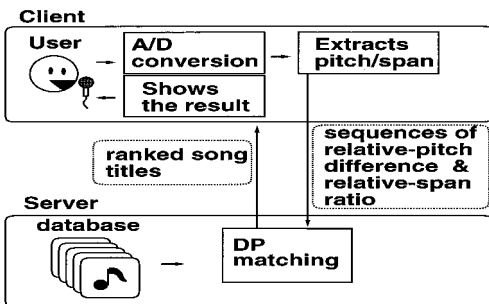 Client
User
A/D
conversion
Extracts
pitch/span
Shows
the result
ranked song
titles
sequences of
relative-pitch
difference &
relative-span
ratio
Server
database
DP
matching